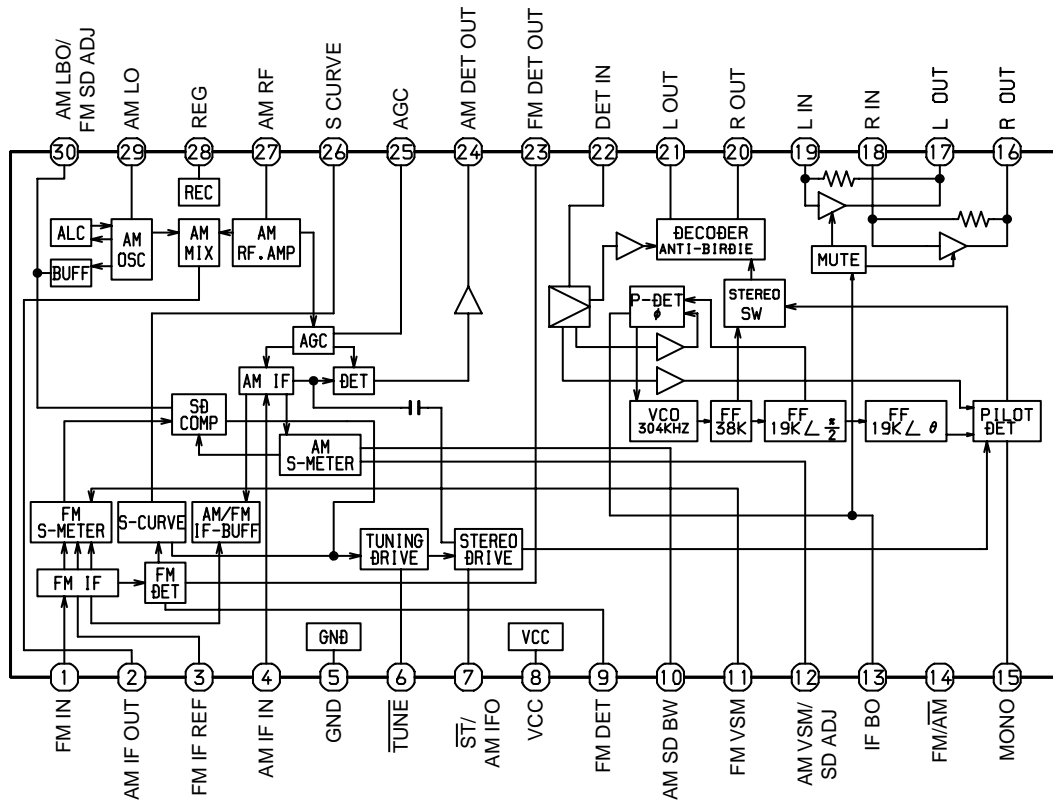 AM LBO/
FM SD ADJ
AM LO
REG
AM RF
S CURVE
AGC
AM DET OUT
FM DET OUT
DET IN
L OUT
R OUT
L IN
R IN
L OUT
R OUT
30 29 28 27 26 25 24 23 22 21 20 19 18 17 16
REC
ALC
AM
OSC
AM
MIX
AM
RF.AMP
BUFF
DECODER
ANTI-BIRDIE
MUTE
P-DET
ϕ
STEREO
SW
AGC
AM IF
DET
SD
COMP
VCO
304KHZ
FF
38K
FF
19K∠ π/2
FF
19K∠ θ
PILOT
DET
AM
S-METER
FM
S-METER
S-CURVE
AM/FM
IF-BUFF
TUNING
DRIVE
STEREO
DRIVE
FM IF
FM
DET
GND
VCC
1 2 3 4 5 6 7 8 9 10 11 12 13 14 15
FM IN
AM IF OUT
FM IF REF
AM IF IN
GND
T̅U̅N̅E̅
S̅T̅/
AM IFO
VCC
FM DET
AM SD BW
FM VSM
AM VSM/
SD ADJ
IF BO
FM/A̅M̅
MONO